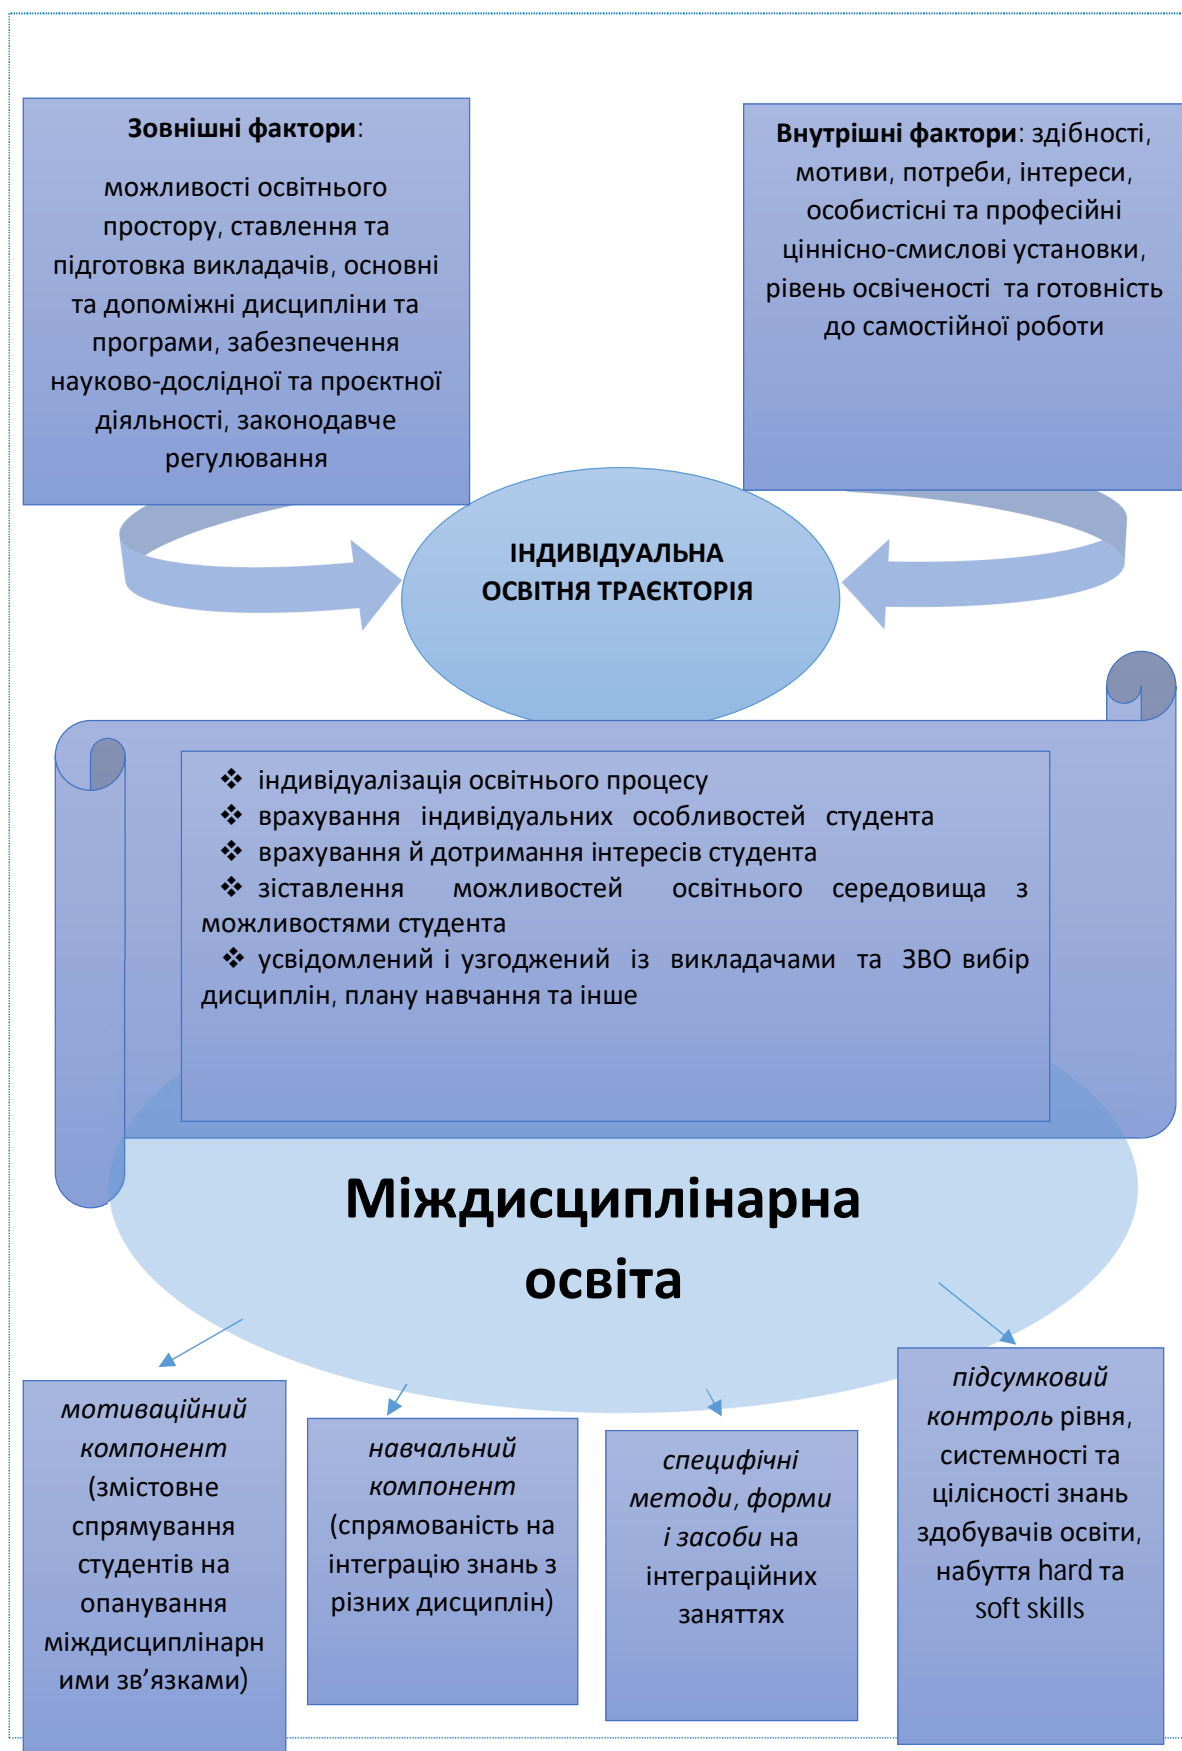 Зовнішні фактори:
можливості освітнього
простору, ставлення та
підготовка викладачів, основні
та допоміжні дисципліни та
програми, забезпечення
науково-дослідної та проєктної
діяльності, законодавче
регулювання
Внутрішні фактори: здібності,
мотиви, потреби, інтереси,
особистісні та професійні
ціннісно-смислові установки,
рівень освіченості та готовність
до самостійної роботи
ІНДИВІДУАЛЬНА
ОСВІТНЯ ТРАЄКТОРІЯ
❖ індивідуалізація освітнього процесу
❖ врахування індивідуальних особливостей студента
❖ врахування й дотримання інтересів студента
❖ зіставлення можливостей освітнього середовища з
можливостями студента
❖ усвідомлений і узгоджений із викладачами та ЗВО вибір
дисциплін, плану навчання та інше
Міждисциплінарна
освіта
мотиваційний
компонент
(змістовне
спрямування
студентів на
опанування
міждисциплінарн
ими зв’язками)
навчальний
компонент
(спрямованість на
інтеграцію знань з
різних дисциплін)
специфічні
методи, форми
і засоби на
інтеграційних
заняттях
підсумковий
контроль рівня,
системності та
цілісності знань
здобувачів освіти,
набуття hard та
soft skills